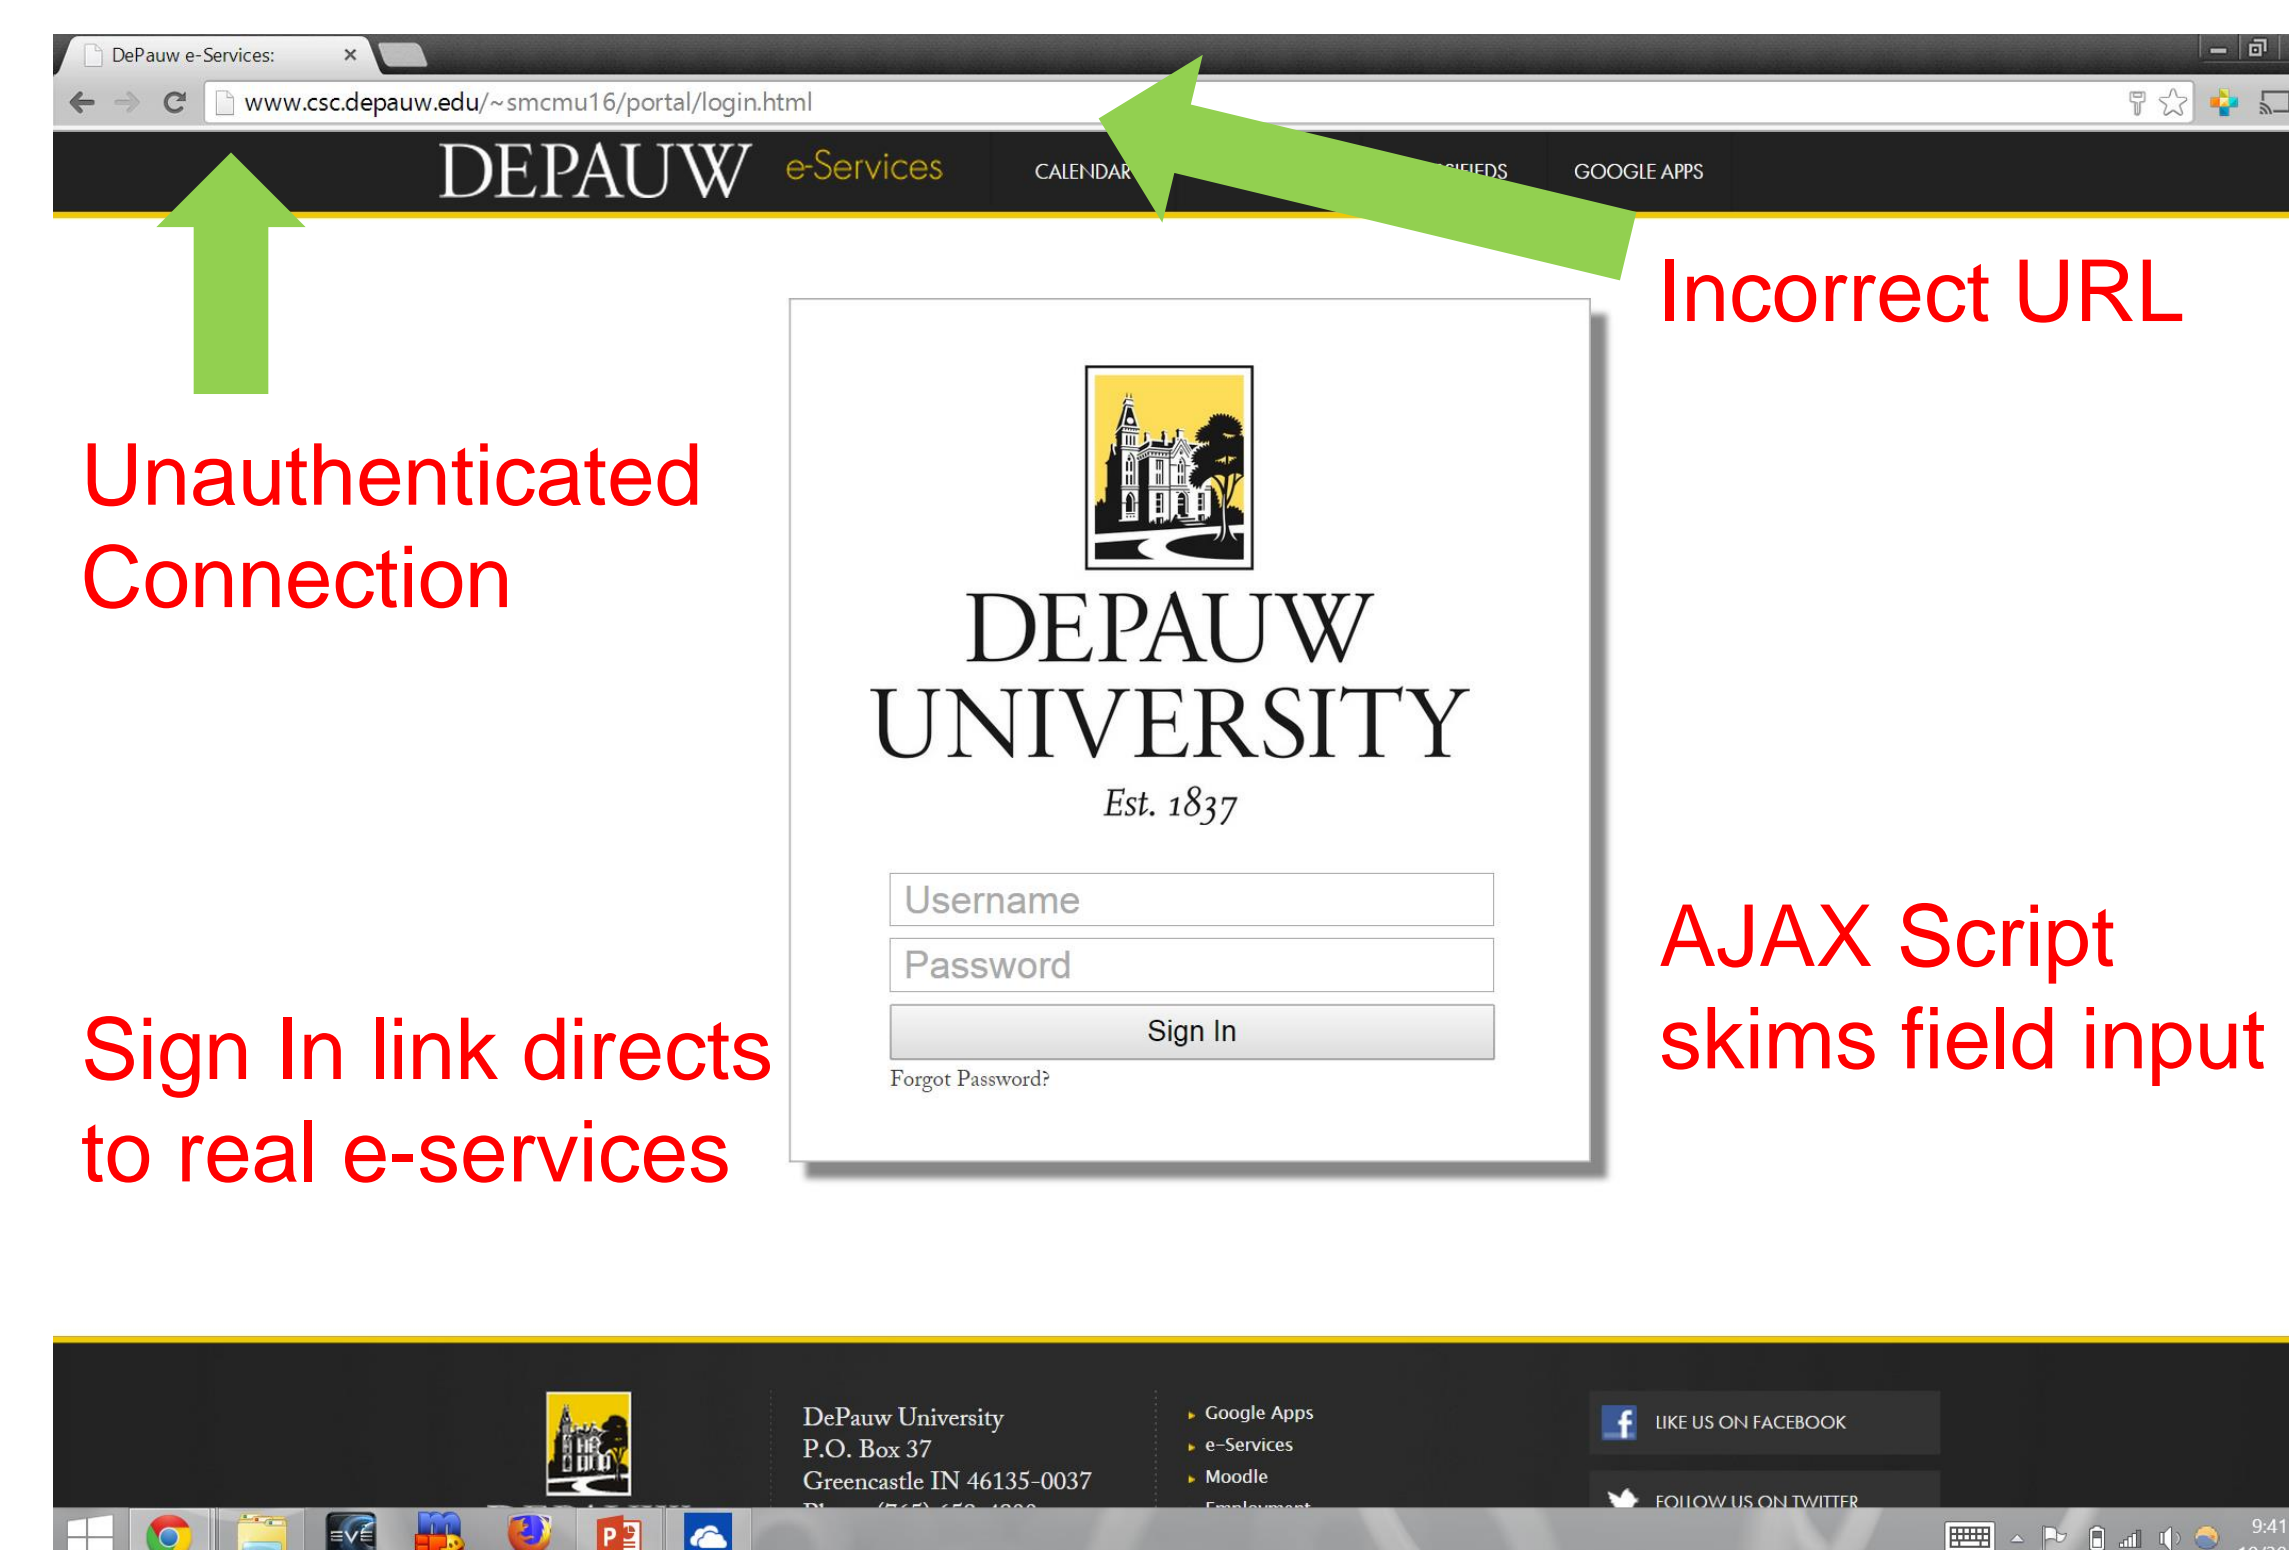 DePauw e-Services:
www.csc.depauw.edu/~smcmu16/portal/login.html
DEPAUW e-Services CALENDAR GOOGLE APPS
Incorrect URL
Unauthenticated
Connection
DEPAUW
UNIVERSITY
Est. 1837
Username
Password
Sign In
Forgot Password?
AJAX Script
skims field input
Sign In link directs
to real e-services
DePauw University
P.O. Box 37
Greencastle IN 46135-0037
Google Apps
e-Services
Moodle
Employment
LIKE US ON FACEBOOK
FOLLOW US ON TWITTER
EVE
9:41